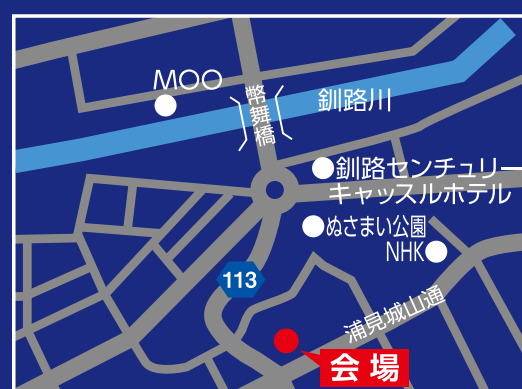 MOO
幣舞橋
釧路川
釧路センチュリー
キャッスルホテル
ぬさまい公園
NHK
113
浦見城山通
会場